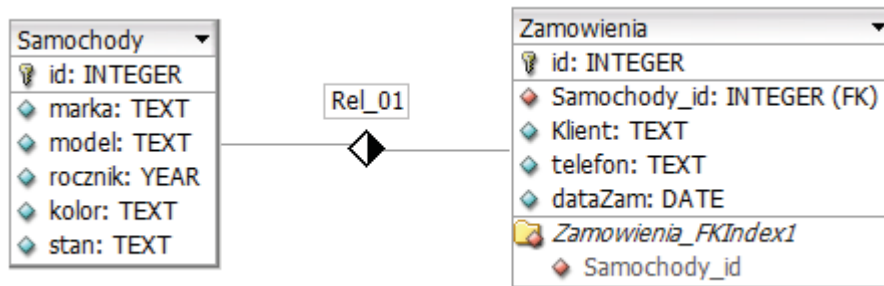 Samochody
id: INTEGER
marka: TEXT
model: TEXT
rocznik: YEAR
kolor: TEXT
stan: TEXT
Rel_01
Zamowienia
id: INTEGER
Samochody_id: INTEGER (FK)
Klient: TEXT
telefon: TEXT
dataZam: DATE
Zamowienia_FKIndex1
Samochody_id